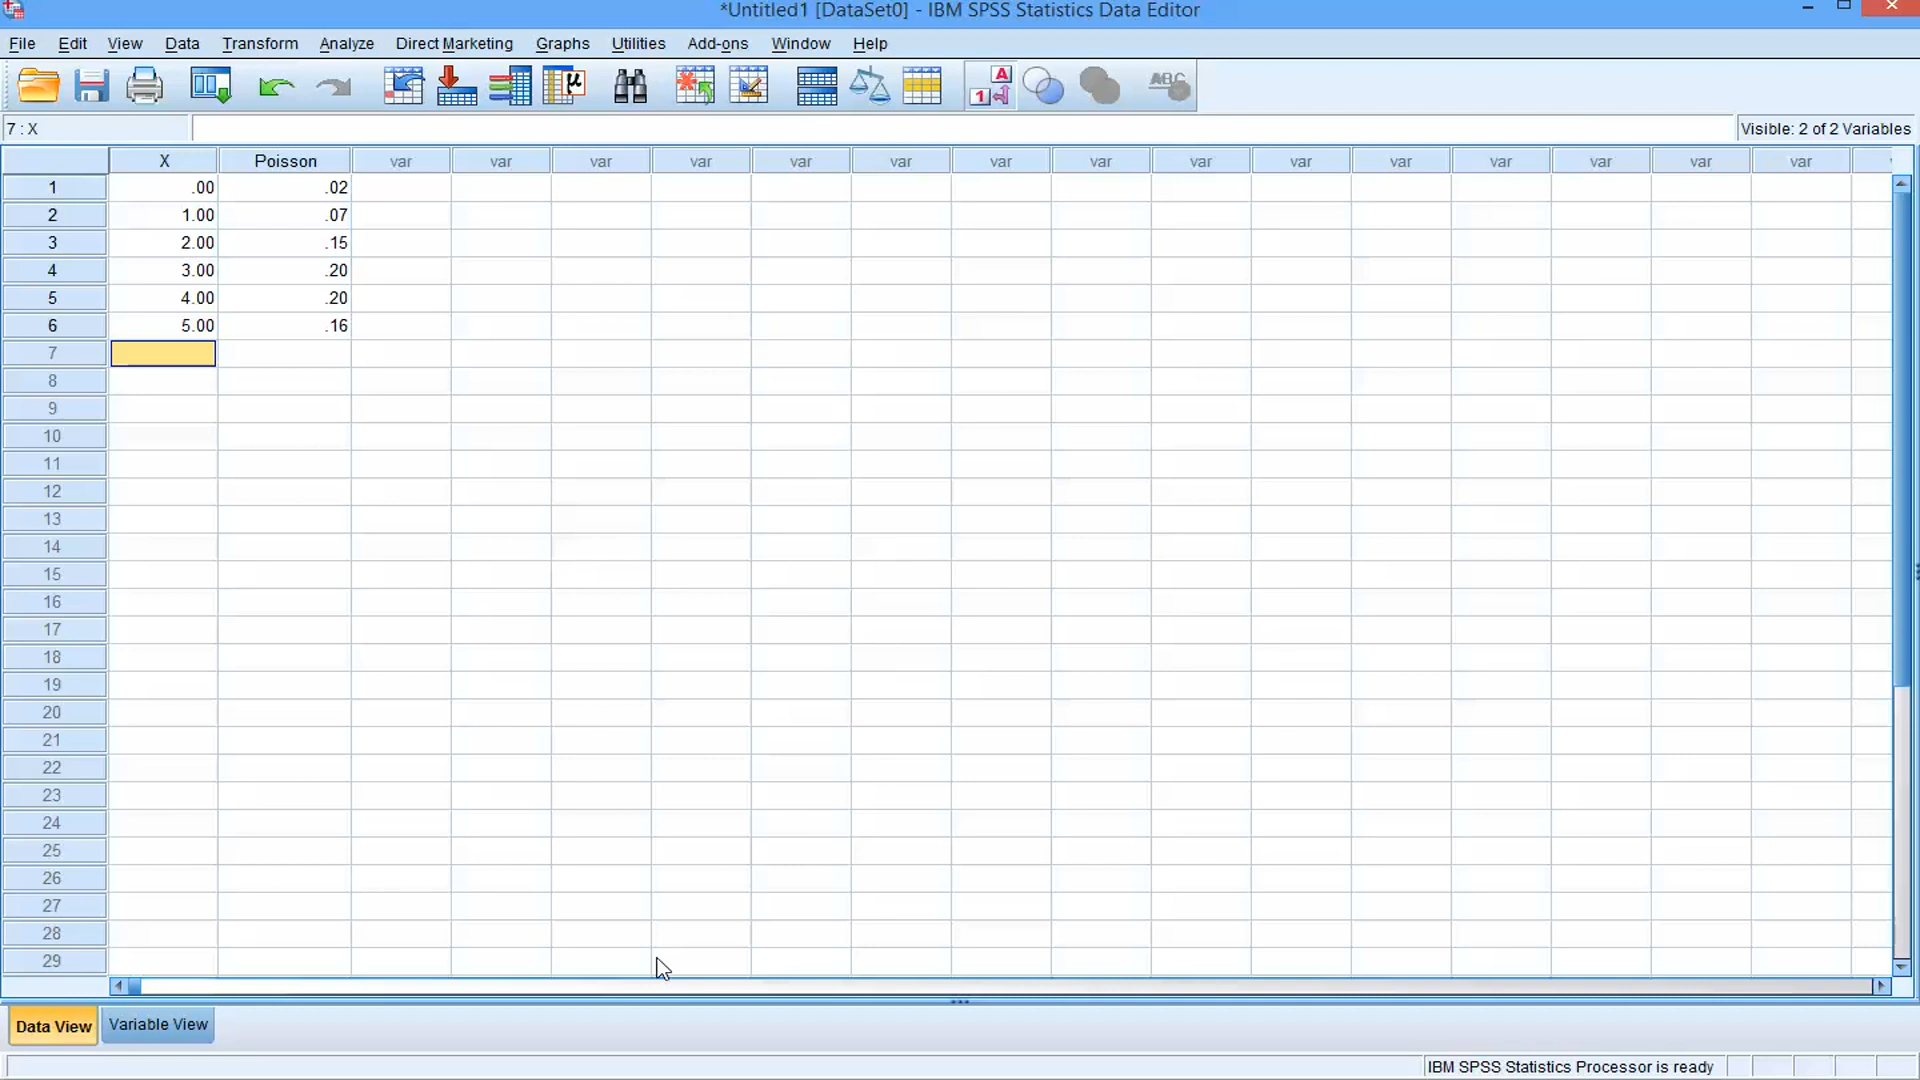 *Untitled1 [DataSet0] - IBM SPSS Statistics Data Editor
File Edit View Data Transform Analyze Direct Marketing Graphs Utilities Add-ons Window Help
A
1
ABC
μ
7 : X
Visible: 2 of 2 Variables
X Poisson var var var var var var var var var var var var var var var
1 .00 .02
2 1.00 .07
3 2.00 .15
4 3.00 .20
5 4.00 .20
6 5.00 .16
7
8
9
10
11
12
13
14
15
16
17
18
19
20
21
22
23
24
25
26
27
28
29
Data View Variable View
IBM SPSS Statistics Processor is ready